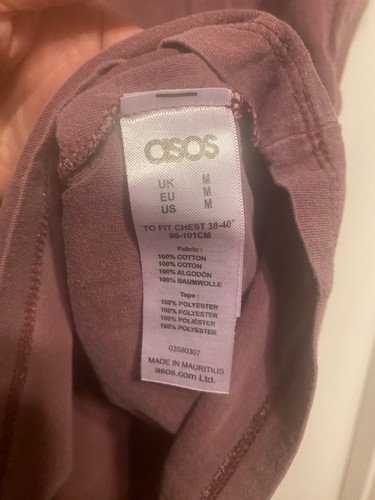 asos
UK M
EU M
US M
TO FIT CHEST 38-40"
96-101CM
Fabric :
100% COTTON
100% COTON
100% ALGODÓN
100% BAUMWOLLE
Tape :
100% POLYESTER
100% POLYESTER
100% POLIÉSTER
100% POLYESTER
03580307
MADE IN MAURITIUS
asos.com Ltd.